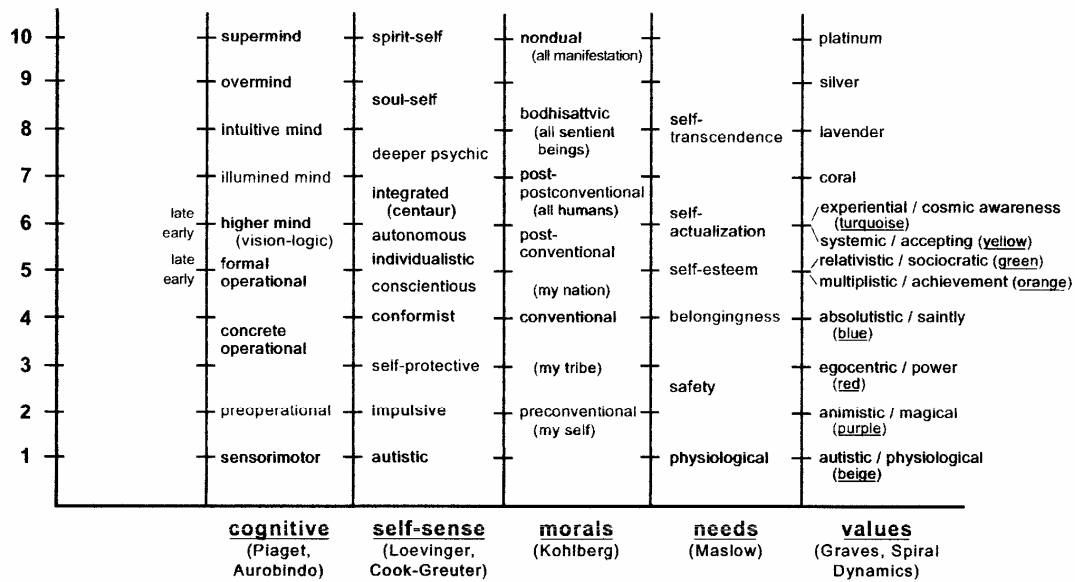 10
9
8
7
6
5
4
3
2
1
late
early
late
early
supermind
overmind
intuitive mind
illumined mind
higher mind
(vision-logic)
formal
operational
concrete
operational
preoperational
sensorimotor
cognitive
(Piaget,
Aurobindo)
spirit-self
soul-self
deeper psychic
integrated
(centaur)
autonomous
individualistic
conscientious
conformist
self-protective
impulsive
autistic
self-sense
(Loevinger,
Cook-Greuter)
nondual
(all manifestation)
bodhisattvic
(all sentient
beings)
post-
postconventional
(all humans)
post-
conventional
(my nation)
conventional
(my tribe)
preconventional
(my self)
morals
(Kohlberg)
self-
transcendence
self-
actualization
self-esteem
belongingness
safety
physiological
needs
(Maslow)
platinum
silver
lavender
coral
experiential / cosmic awareness
(turquoise)
systemic / accepting (yellow)
relativistic / sociocratic (green)
multiplistic / achievement (orange)
absolutistic / saintly
(blue)
egocentric / power
(red)
animistic / magical
(purple)
autistic / physiological
(beige)
values
(Graves, Spiral
Dynamics)